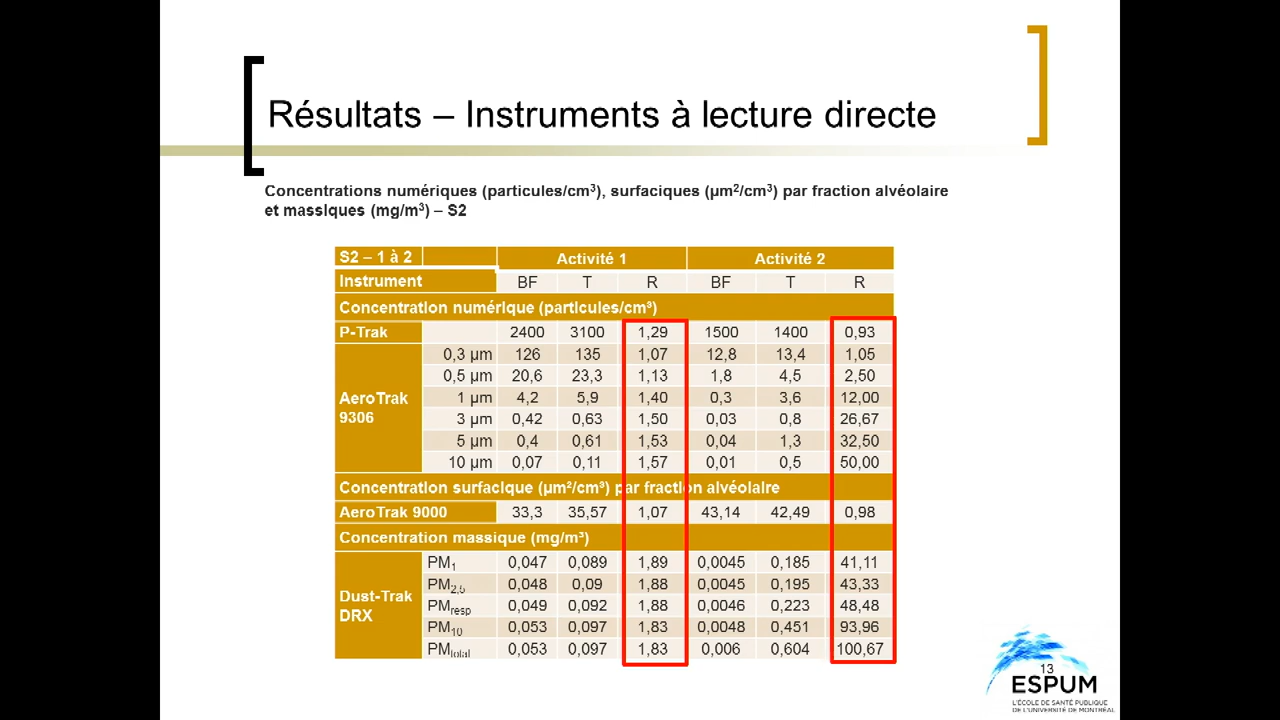 Résultats – Instruments à lecture directe
Concentrations numériques (particules/cm³), surfaciques (µm²/cm³) par fraction alvéolaire
et massiques (mg/m³) – S2
S2 – 1 à 2 Activité 1 Activité 2
Instrument BF T R BF T R
Concentration numérique (particules/cm³)
P-Trak 2400 3100 1,29 1500 1400 0,93
AeroTrak 9306
0,3 µm 126 135 1,07 12,8 13,4 1,05
0,5 µm 20,6 23,3 1,13 1,8 4,5 2,50
1 µm 4,2 5,9 1,40 0,3 3,6 12,00
3 µm 0,42 0,63 1,50 0,03 0,8 26,67
5 µm 0,4 0,61 1,53 0,04 1,3 32,50
10 µm 0,07 0,11 1,57 0,01 0,5 50,00
Concentration surfacique (µm²/cm³) par fraction alvéolaire
AeroTrak 9000 33,3 35,57 1,07 43,14 42,49 0,98
Concentration massique (mg/m³)
Dust-Trak DRX
PM1 0,047 0,089 1,89 0,0045 0,185 41,11
PM2,5 0,048 0,09 1,88 0,0045 0,195 43,33
PMresp 0,049 0,092 1,88 0,0046 0,223 48,48
PM10 0,053 0,097 1,83 0,0048 0,451 93,96
PMtotal 0,053 0,097 1,83 0,006 0,604 100,67
13
ESPUM
L'ÉCOLE DE SANTÉ PUBLIQUE
DE L'UNIVERSITÉ DE MONTRÉAL